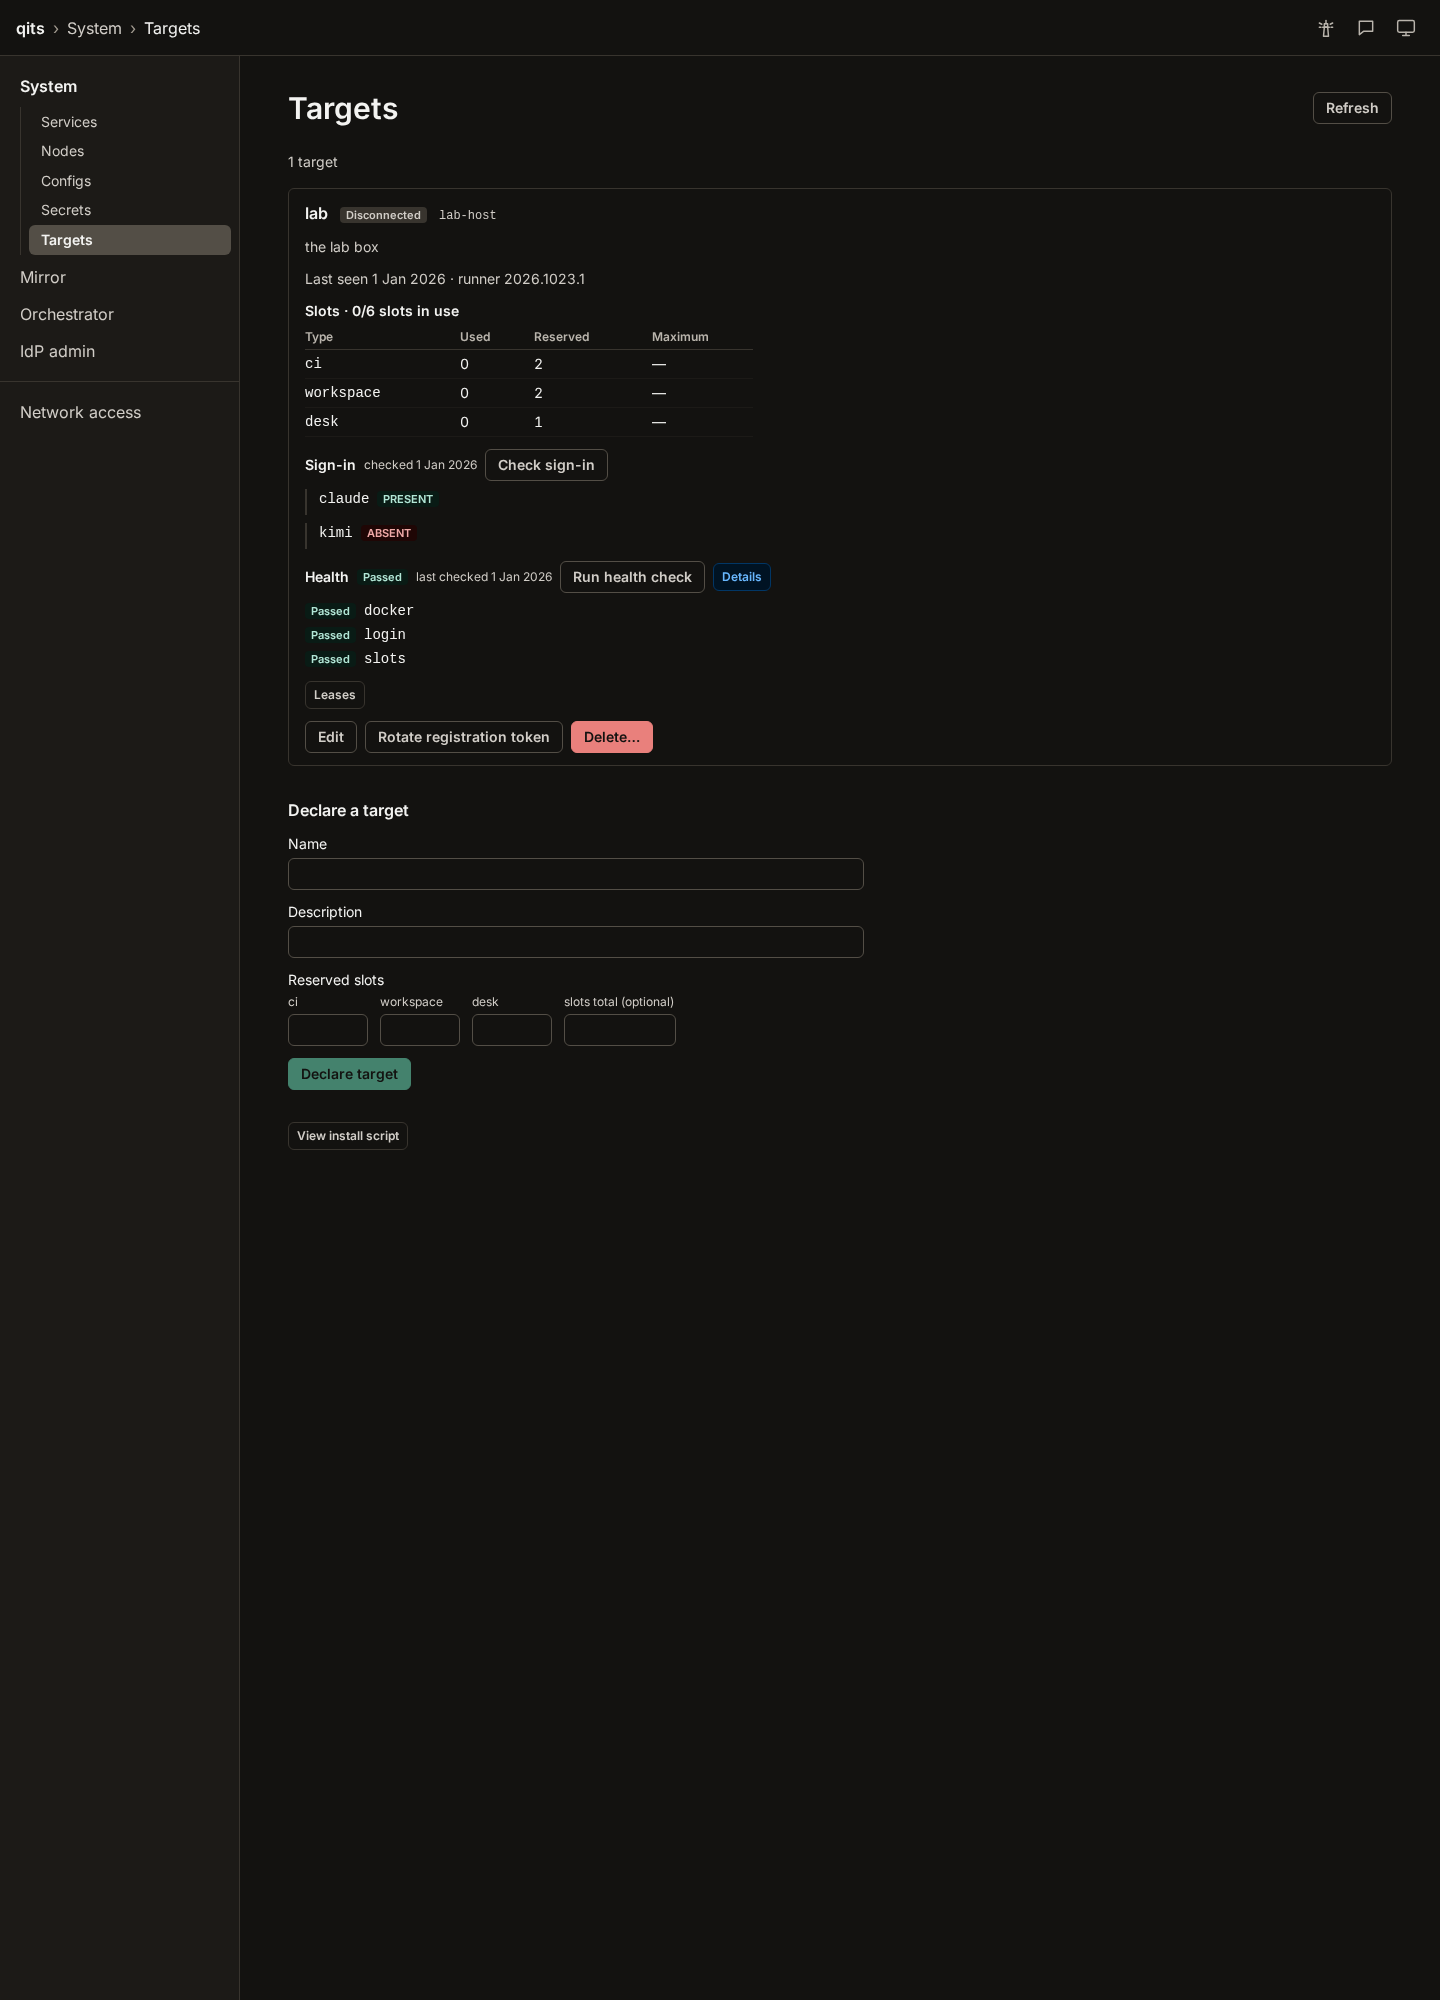 qits › System › Targets
System
Services
Nodes
Configs
Secrets
Targets
Mirror
Orchestrator
IdP admin
Network access
Targets
Refresh
1 target
lab Disconnected lab-host
the lab box
Last seen 1 Jan 2026 · runner 2026.1023.1
Slots · 0/6 slots in use
Type Used Reserved Maximum
ci 0 2 —
workspace 0 2 —
desk 0 1 —
Sign-in checked 1 Jan 2026 Check sign-in
claude PRESENT
kimi ABSENT
Health Passed last checked 1 Jan 2026 Run health check Details
Passed docker
Passed login
Passed slots
Leases
Edit Rotate registration token Delete...
Declare a target
Name
Description
Reserved slots
ci workspace desk slots total (optional)
Declare target
View install script